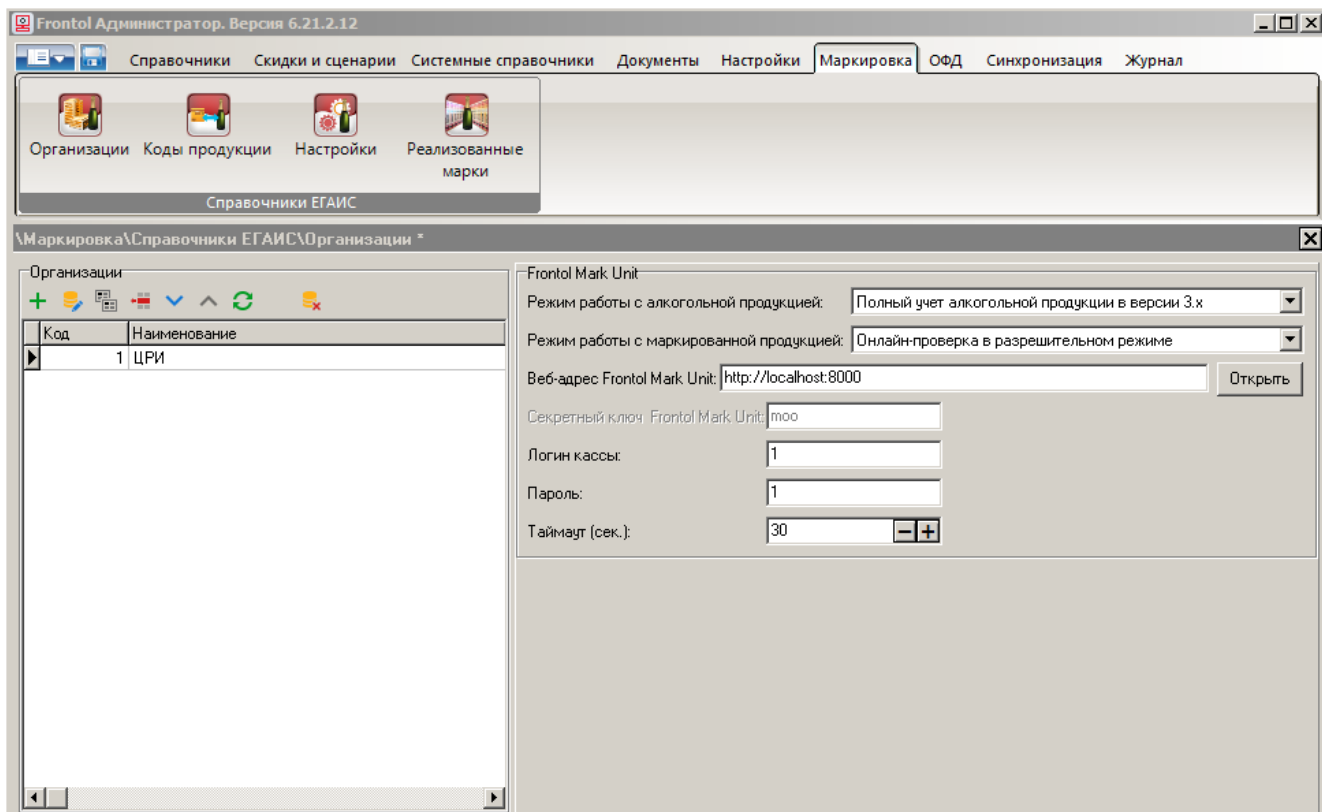 Frontol Администратор. Версия 6.21.2.12
Справочники Скидки и сценарии Системные справочники Документы Настройки Маркировка ОФД Синхронизация Журнал
Организации Коды продукции Настройки Реализованные
марки
Справочники ЕГАИС
\Маркировка\Справочники ЕГАИС\Организации *
Организации
Код Наименование
1 ЦРИ
Frontol Mark Unit
Режим работы с алкогольной продукцией: Полный учет алкогольной продукции в версии 3.x
Режим работы с маркированной продукцией: Онлайн-проверка в разрешительном режиме
Веб-адрес Frontol Mark Unit: http://localhost:8000 Открыть
Секретный ключ Frontol Mark Unit: moo
Логин кассы: 1
Пароль: 1
Таймаут (сек.): 30